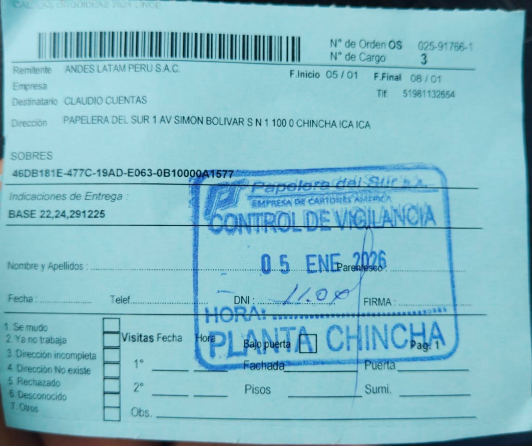 N° de Orden OS 025-91766-1
N° de Cargo 3
Remitente ANDES LATAM PERU S.A.C.
F.Inicio 05/01 F.Final 08/01
Empresa
Tlf: 51981132654
Destinatario CLAUDIO CUENTAS
Dirección PAPELERA DEL SUR 1 AV SIMON BOLIVAR S N 1 100 0 CHINCHA ICA ICA
SOBRES
46DB181E-477C-19AD-E063-0B10000A1577
Indicaciones de Entrega :
BASE 22,24,291225
Papelera del Sur S.A.
EMPRESA DE CARTONES AMERICA
CONTROL DE VIGILANCIA
05 ENE 2026
Nombre y Apellidos : Parentesco
Fecha : Telef DNI : 11:00 FIRMA :
HORA:
PLANTA CHINCHA
1. Se mudo
2. Ya no trabaja
3. Dirección incompleta
4. Dirección No existe
5. Rechazado
6. Desconocido
7. Otros
Visitas Fecha Hora Bajo puerta Pag. 1
1° Fachada Puerta
2° Pisos Sumi.
Obs.